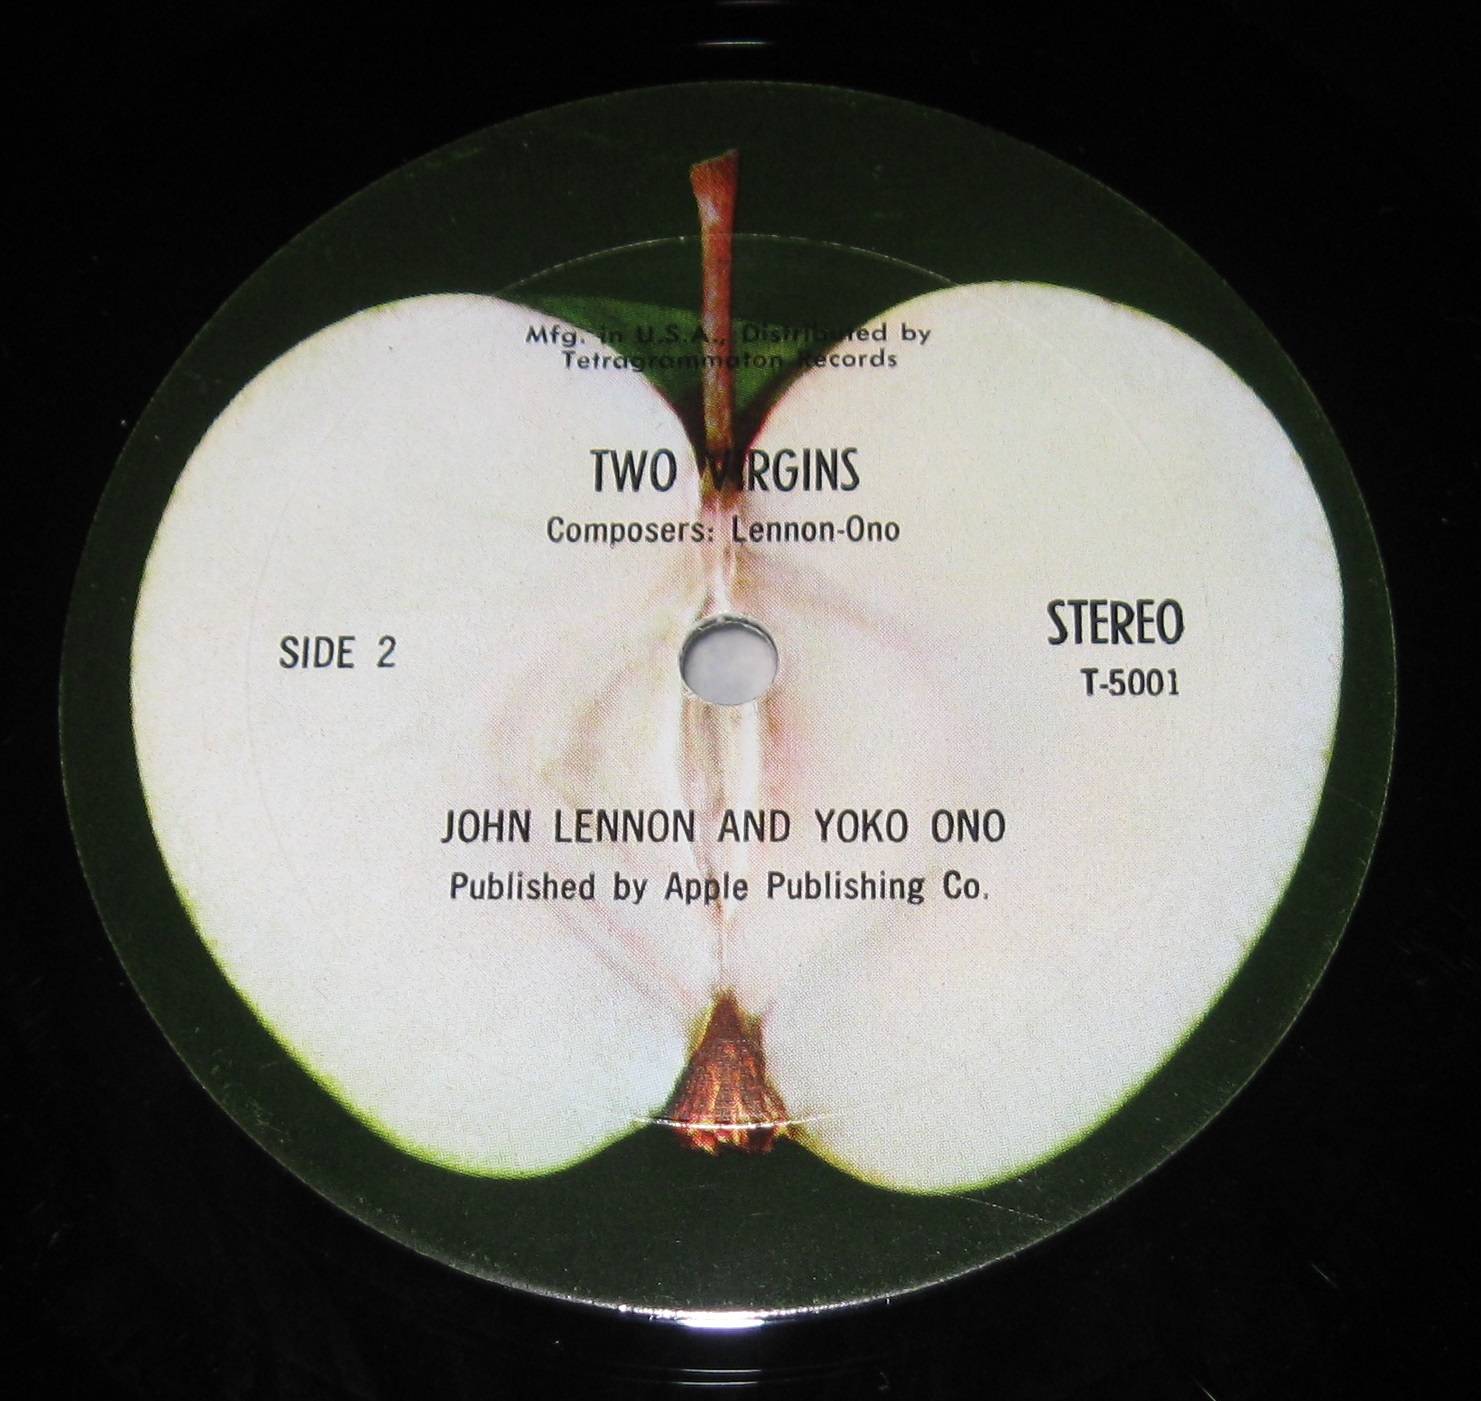 Mfg. in U.S.A., Distributed by
Tetragrammaton Records
TWO VIRGINS
Composers: Lennon-Ono
SIDE 2
STEREO
T-5001
JOHN LENNON AND YOKO ONO
Published by Apple Publishing Co.